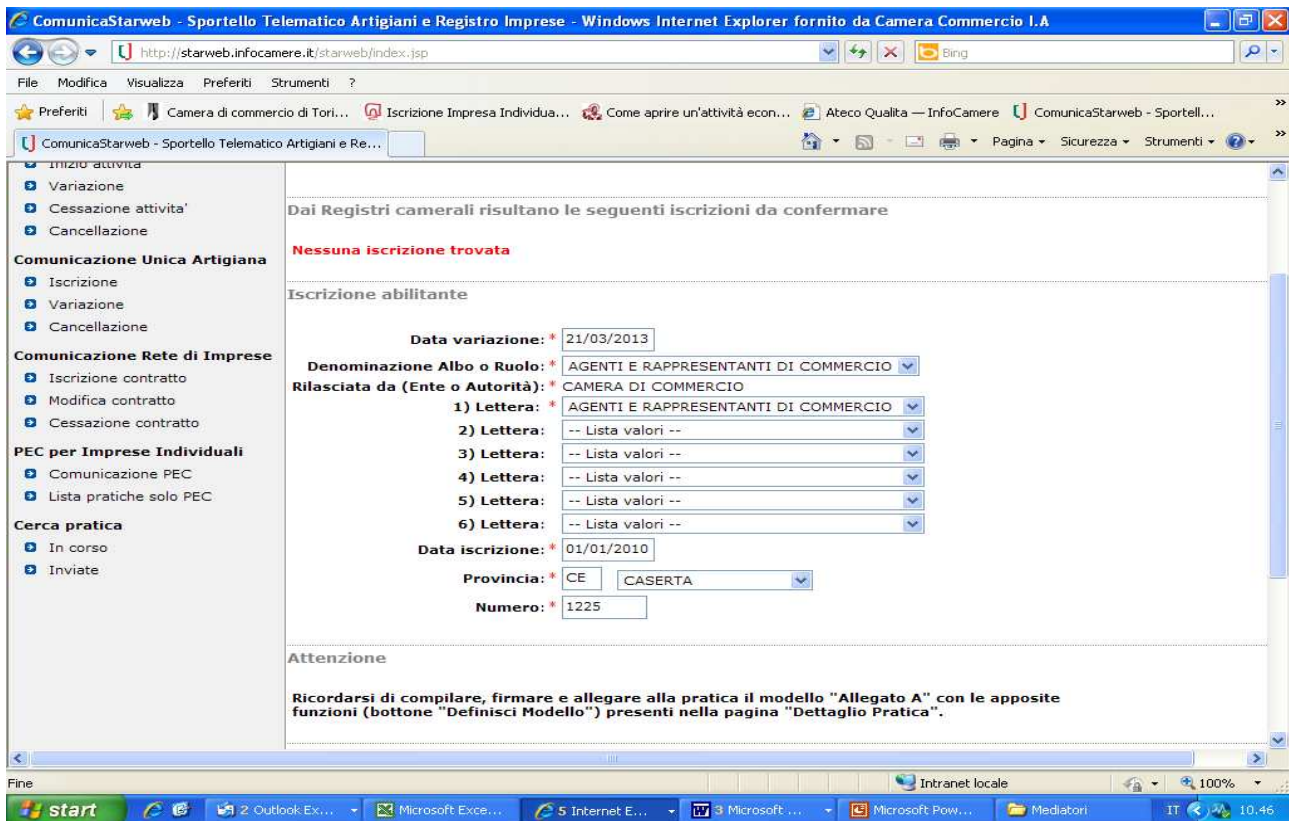 ComunicaStarweb - Sportello Telematico Artigiani e Registro Imprese - Windows Internet Explorer fornito da Camera Commercio I.A
http://starweb.infocamere.it/starweb/index.jsp
Bing
File Modifica Visualizza Preferiti Strumenti ?
Preferiti Camera di commercio di Tori... Iscrizione Impresa Individua... Come aprire un'attività econ... Ateco Qualita — InfoCamere ComunicaStarweb - Sportell... »
ComunicaStarweb - Sportello Telematico Artigiani e Re... Pagina Sicurezza Strumenti »
Inizio attivita
Variazione
Cessazione attivita'
Cancellazione
Comunicazione Unica Artigiana
Iscrizione
Variazione
Cancellazione
Comunicazione Rete di Imprese
Iscrizione contratto
Modifica contratto
Cessazione contratto
PEC per Imprese Individuali
Comunicazione PEC
Lista pratiche solo PEC
Cerca pratica
In corso
Inviate
Dai Registri camerali risultano le seguenti iscrizioni da confermare
Nessuna iscrizione trovata
Iscrizione abilitante
Data variazione: * 21/03/2013
Denominazione Albo o Ruolo: * AGENTI E RAPPRESENTANTI DI COMMERCIO
Rilasciata da (Ente o Autorità): * CAMERA DI COMMERCIO
1) Lettera: * AGENTI E RAPPRESENTANTI DI COMMERCIO
2) Lettera: -- Lista valori --
3) Lettera: -- Lista valori --
4) Lettera: -- Lista valori --
5) Lettera: -- Lista valori --
6) Lettera: -- Lista valori --
Data iscrizione: * 01/01/2010
Provincia: * CE CASERTA
Numero: * 1225
Attenzione
Ricordarsi di compilare, firmare e allegare alla pratica il modello "Allegato A" con le apposite
funzioni (bottone "Definisci Modello") presenti nella pagina "Dettaglio Pratica".
Fine Intranet locale 100%
start 2 Outlook Ex... Microsoft Exce... 5 Internet E... 3 Microsoft ... Microsoft Pow... Mediatori IT 10.46